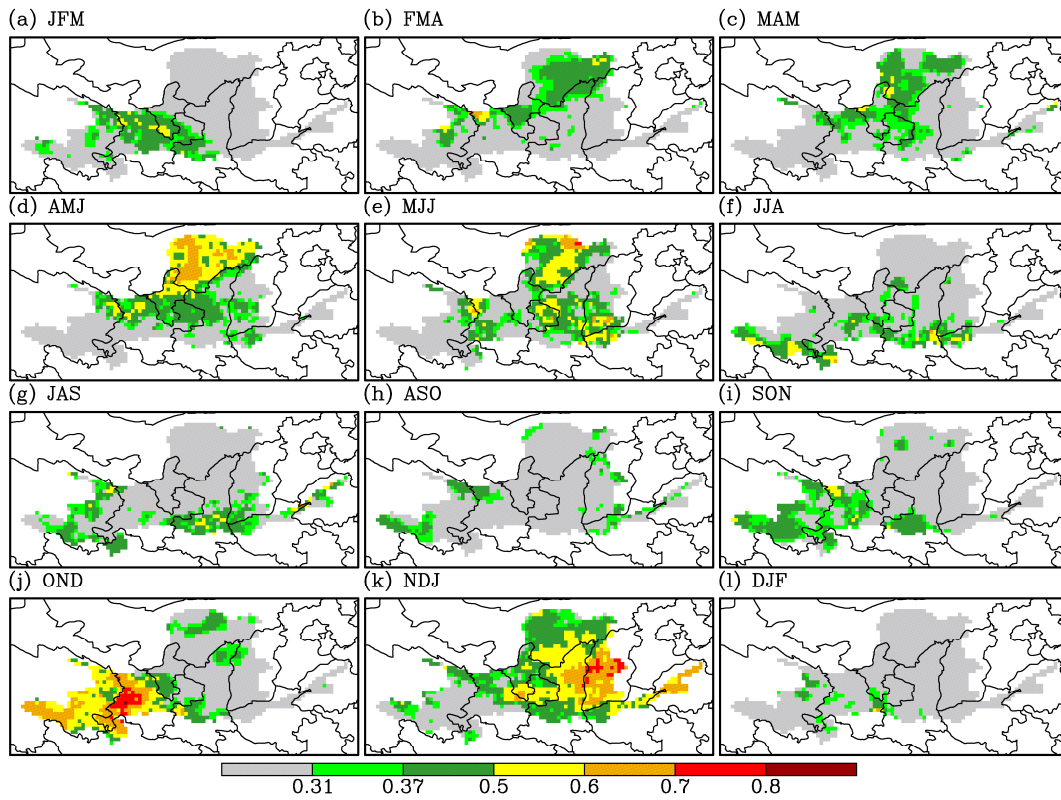 (a) JFM
(b) FMA
(c) MAM
(d) AMJ
(e) MJJ
(f) JJA
(g) JAS
(h) ASO
(i) SON
(j) OND
(k) NDJ
(l) DJF
0.31 0.37 0.5 0.6 0.7 0.8